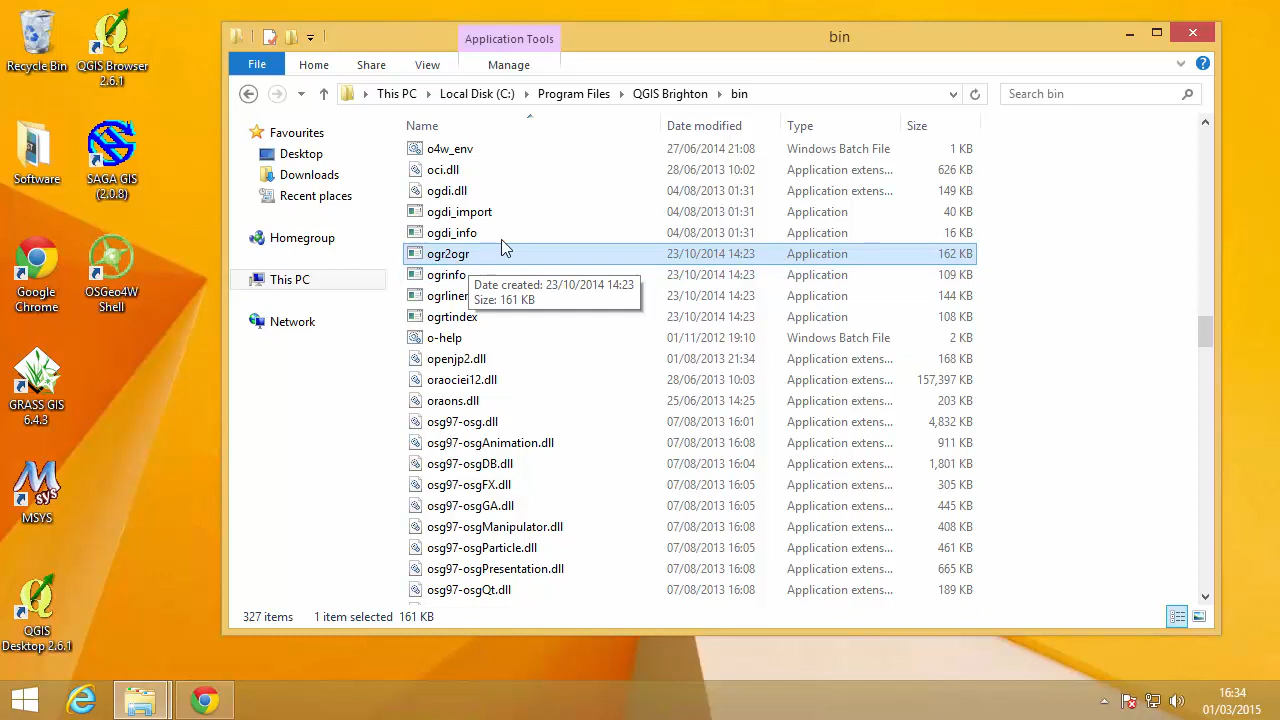 Recycle Bin
QGIS Browser
2.6.1
Software
SAGA GIS
(2.0.8)
Google
Chrome
OSGeo4W
Shell
GRASS GIS
6.4.3
MSYS
QGIS
Desktop 2.6.1
Application Tools
bin
File
Home
Share
View
Manage
This PC
Local Disk (C:)
Program Files
QGIS Brighton
bin
Search bin
Favourites
Desktop
Downloads
Recent places
Homegroup
This PC
Network
Name Date modified Type Size
o4w_env 27/06/2014 21:08 Windows Batch File 1 KB
oci.dll 28/06/2013 10:02 Application extens... 626 KB
ogdi.dll 04/08/2013 01:31 Application extens... 149 KB
ogdi_import 04/08/2013 01:31 Application 40 KB
ogdi_info 04/08/2013 01:31 Application 16 KB
ogr2ogr 23/10/2014 14:23 Application 162 KB
ogrinfo 23/10/2014 14:23 Application 109 KB
ogrliner 23/10/2014 14:23 Application 144 KB
ogrtindex 23/10/2014 14:23 Application 108 KB
Date created: 23/10/2014 14:23
Size: 161 KB
o-help 01/11/2012 19:10 Windows Batch File 2 KB
openjp2.dll 01/08/2013 21:34 Application extens... 168 KB
oraociei12.dll 28/06/2013 10:03 Application extens... 157,397 KB
oraons.dll 25/06/2013 14:25 Application extens... 203 KB
osg97-osg.dll 07/08/2013 16:01 Application extens... 4,832 KB
osg97-osgAnimation.dll 07/08/2013 16:08 Application extens... 911 KB
osg97-osgDB.dll 07/08/2013 16:04 Application extens... 1,801 KB
osg97-osgFX.dll 07/08/2013 16:05 Application extens... 305 KB
osg97-osgGA.dll 07/08/2013 16:05 Application extens... 445 KB
osg97-osgManipulator.dll 07/08/2013 16:08 Application extens... 408 KB
osg97-osgParticle.dll 07/08/2013 16:05 Application extens... 461 KB
osg97-osgPresentation.dll 07/08/2013 16:08 Application extens... 665 KB
osg97-osgQt.dll 07/08/2013 16:08 Application extens... 189 KB
327 items 1 item selected 161 KB
16:34
01/03/2015